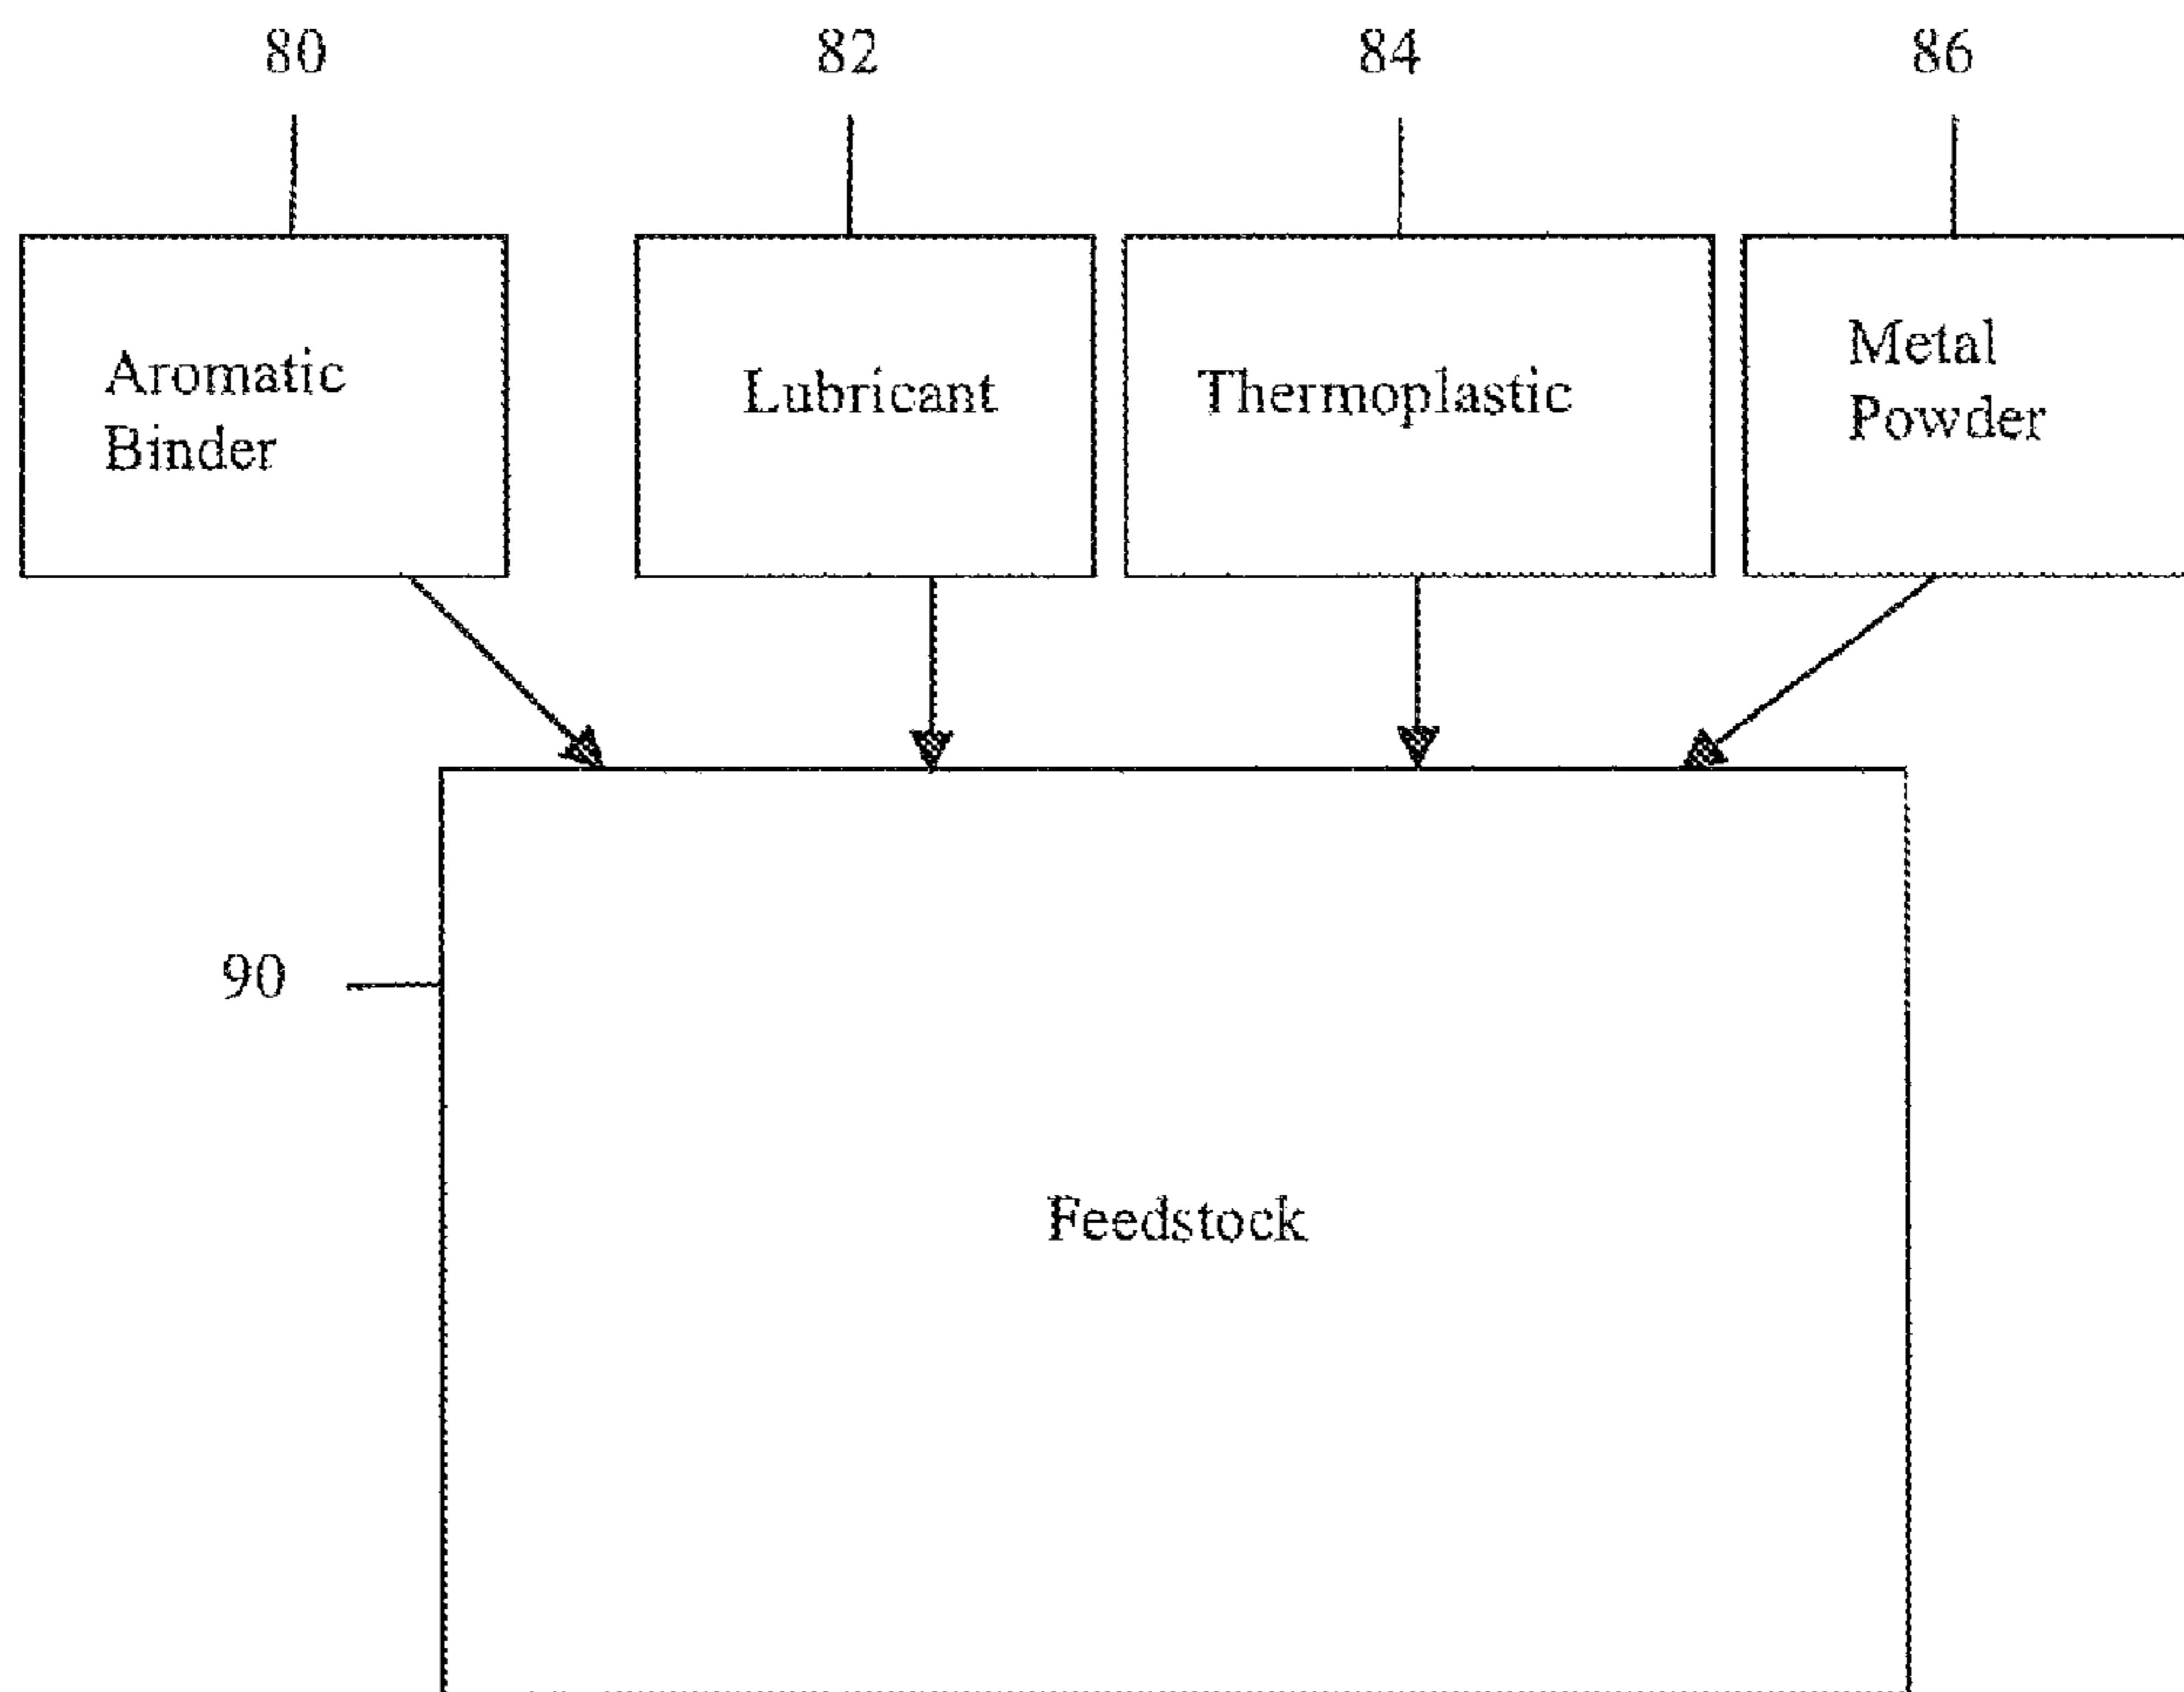 80
82
84
86
Aromatic
Binder
Lubricant
Thermoplastic
Metal
Powder
90
Feedstock